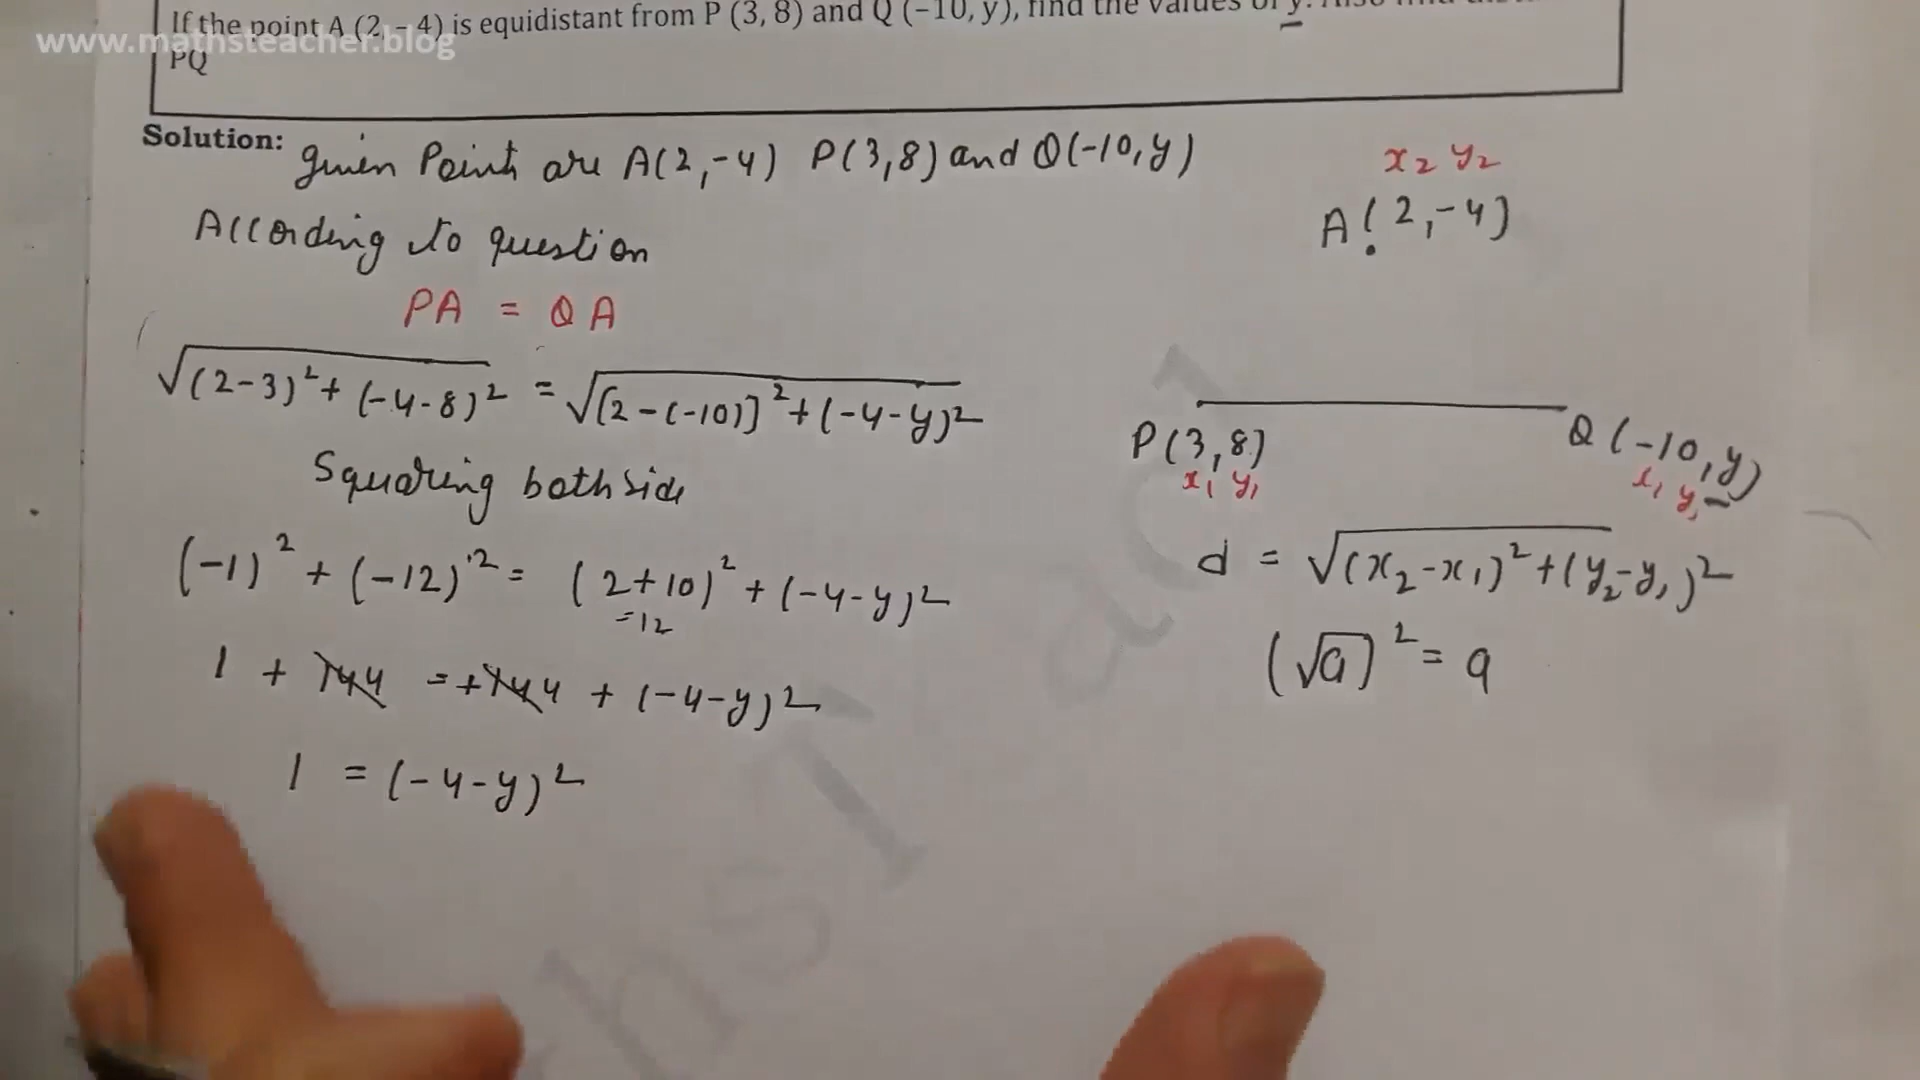 If the point A (2, – 4) is equidistant from P (3, 8) and Q (−10, y), find the values of y.
www.mathsteacher.blog
PQ
Solution: given Points are A(2,-4) P(3,8) and Q(-10,y)
x₂ y₂
A(2,-4)
According to question
PA = QA
√(2-3)²+(-4-8)² = √[2-(-10)]²+(-4-y)²
P(3,8) Q(-10,y)
x₁ y₁ x₁ y₁
Squaring both side
d = √(x₂-x₁)²+(y₂-y₁)²
(-1)²+(-12)²= (2+10)²+(-4-y)²
=12
(√a)²= a
1 + 144 = +144 + (-4-y)²
1 = (-4-y)²